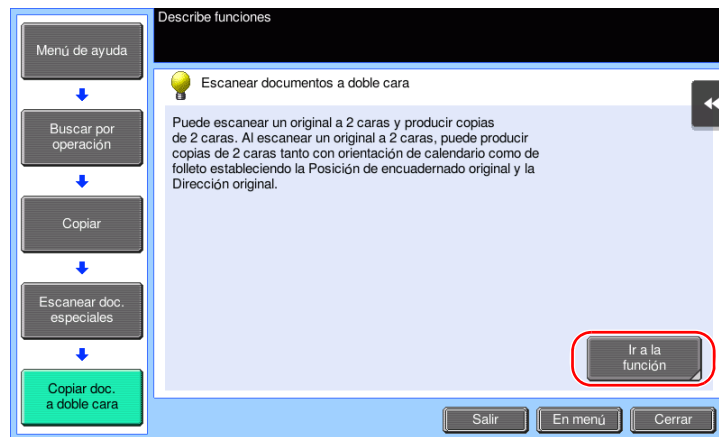 Describe funciones
Menú de ayuda
Buscar por
operación
Copiar
Escanear doc.
especiales
Copiar doc.
a doble cara
Escanear documentos a doble cara
Puede escanear un original a 2 caras y producir copias
de 2 caras. Al escanear un original a 2 caras, puede producir
copias de 2 caras tanto con orientación de calendario como de
folleto estableciendo la Posición de encuadernado original y la
Dirección original.
Ir a la
función
Salir
En menú
Cerrar